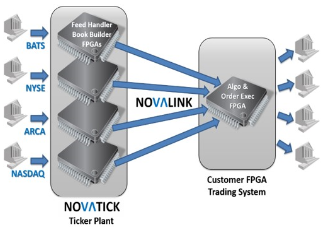 Feed Handler
Book Builder
FPGAs
BATS
NYSE
ARCA
NASDAQ
NOVALINK
Algo &
Order Exec
FPGA
NOVATICK
Ticker Plant
Customer FPGA
Trading System